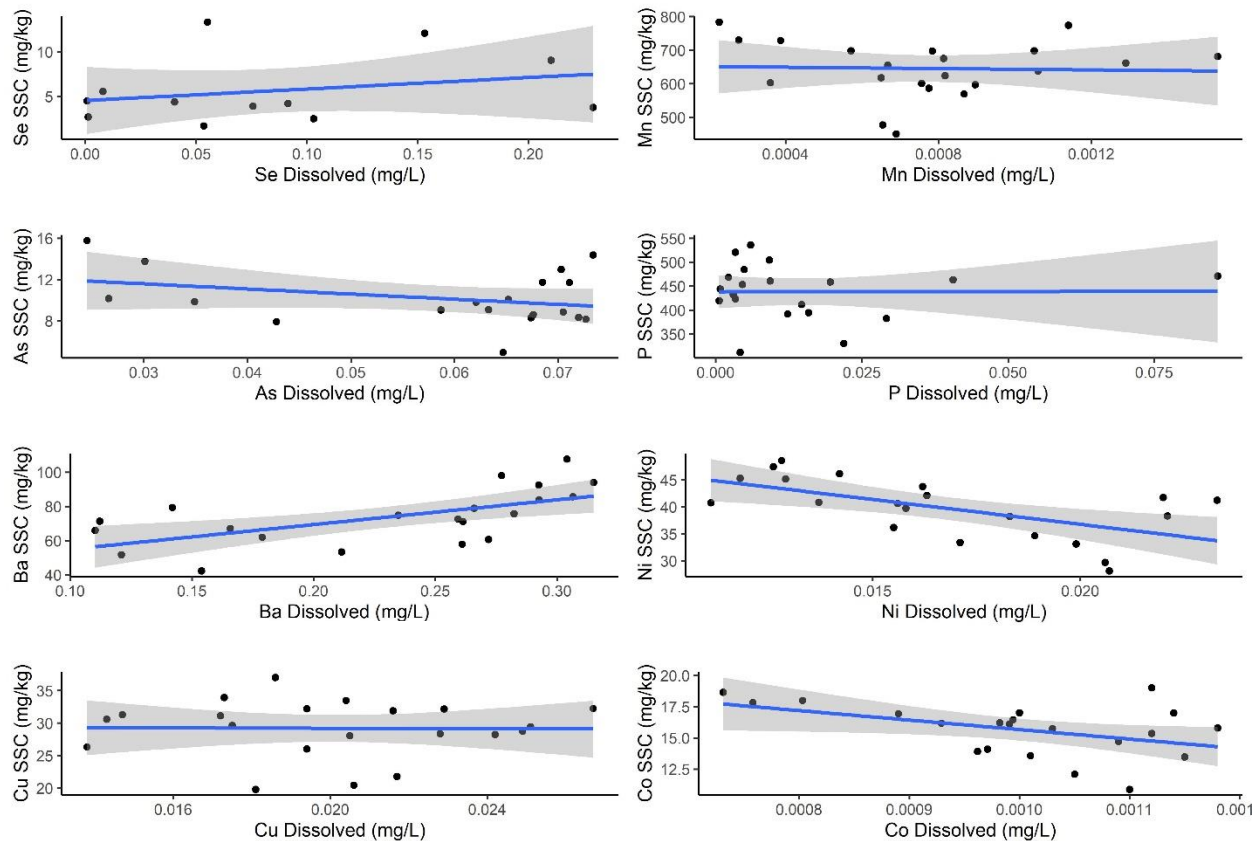 Se SSC (mg/kg)
10
5
0.00 0.05 0.10 0.15 0.20
Se Dissolved (mg/L)
Mn SSC (mg/kg)
800
700
600
500
0.0004 0.0008 0.0012
Mn Dissolved (mg/L)
As SSC (mg/kg)
16
12
8
0.03 0.04 0.05 0.06 0.07
As Dissolved (mg/L)
P SSC (mg/kg)
550
500
450
400
350
0.000 0.025 0.050 0.075
P Dissolved (mg/L)
Ba SSC (mg/kg)
100
80
60
40
0.10 0.15 0.20 0.25 0.30
Ba Dissolved (mg/L)
Ni SSC (mg/kg)
45
40
35
30
0.015 0.020
Ni Dissolved (mg/L)
Cu SSC (mg/kg)
35
30
25
20
0.016 0.020 0.024
Cu Dissolved (mg/L)
Co SSC (mg/kg)
20.0
17.5
15.0
12.5
0.0008 0.0009 0.0010 0.0011 0.001
Co Dissolved (mg/L)